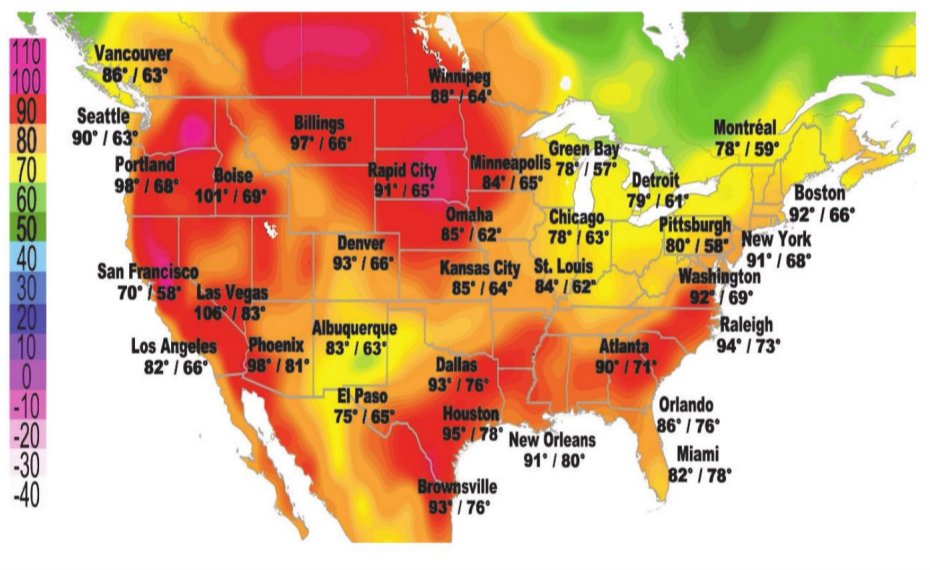 110
100
90
80
70
60
50
40
30
20
10
0
-10
-20
-30
-40
Vancouver
86° / 63°
Winnipeg
88° / 64°
Seattle
90° / 63°
Billings
97° / 66°
Montréal
78° / 59°
Portland
98° / 68°
Boise
101° / 69°
Rapid City
91° / 65°
Minneapolis
84° / 65°
Green Bay
78° / 57°
Detroit
79° / 61°
Boston
92° / 66°
Omaha
85° / 62°
Chicago
78° / 63°
Pittsburgh
80° / 58°
New York
91° / 68°
Denver
93° / 66°
San Francisco
70° / 58°
Las Vegas
106° / 83°
Kansas City
85° / 64°
St. Louis
84° / 62°
Washington
92° / 69°
Raleigh
94° / 73°
Los Angeles
82° / 66°
Phoenix
98° / 81°
Albuquerque
83° / 63°
Dallas
93° / 76°
Atlanta
90° / 71°
El Paso
75° / 65°
Houston
95° / 78°
New Orleans
91° / 80°
Orlando
86° / 76°
Miami
82° / 78°
Brownsville
93° / 76°